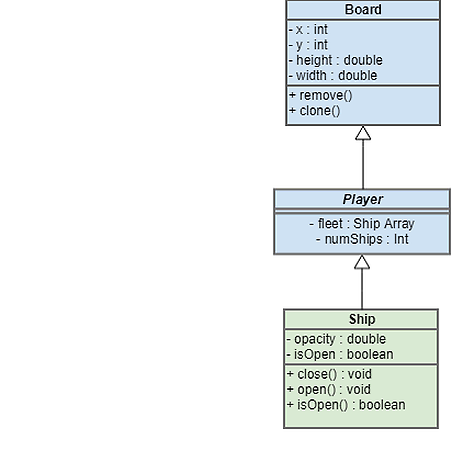 Board
- x : int
- y : int
- height : double
- width : double
+ remove()
+ clone()
Player
- fleet : Ship Array
- numShips : Int
Ship
- opacity : double
- isOpen : boolean
+ close() : void
+ open() : void
+ isOpen() : boolean